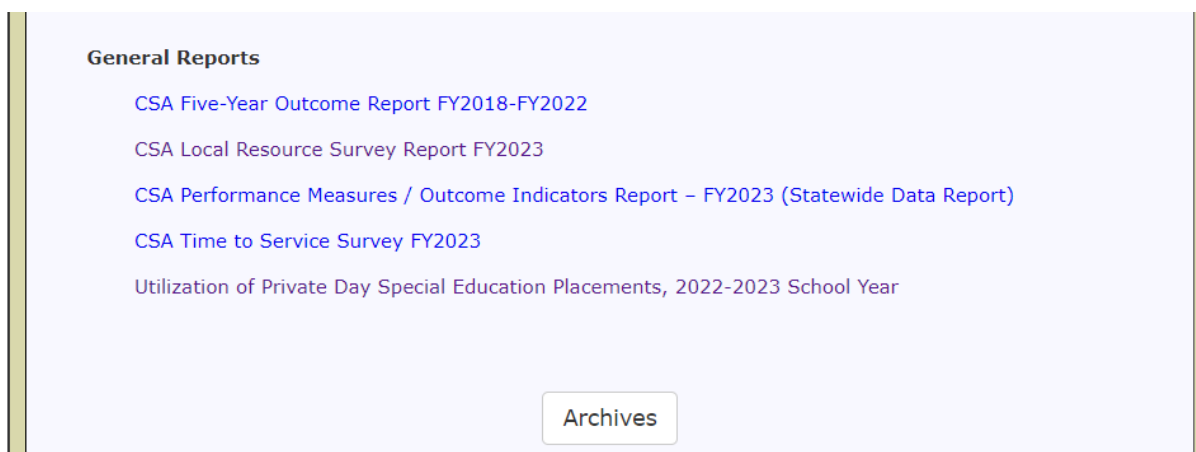 General Reports
CSA Five-Year Outcome Report FY2018-FY2022
CSA Local Resource Survey Report FY2023
CSA Performance Measures / Outcome Indicators Report – FY2023 (Statewide Data Report)
CSA Time to Service Survey FY2023
Utilization of Private Day Special Education Placements, 2022-2023 School Year
Archives